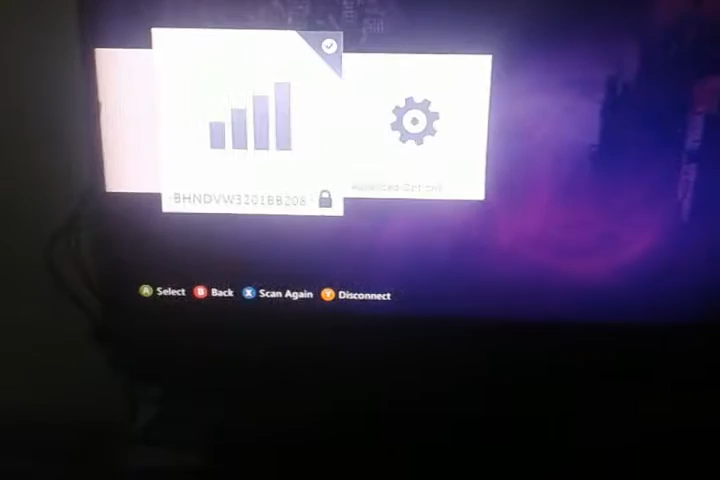 BHNDVW3201BB208
Advanced Options
A Select B Back X Scan Again Y Disconnect